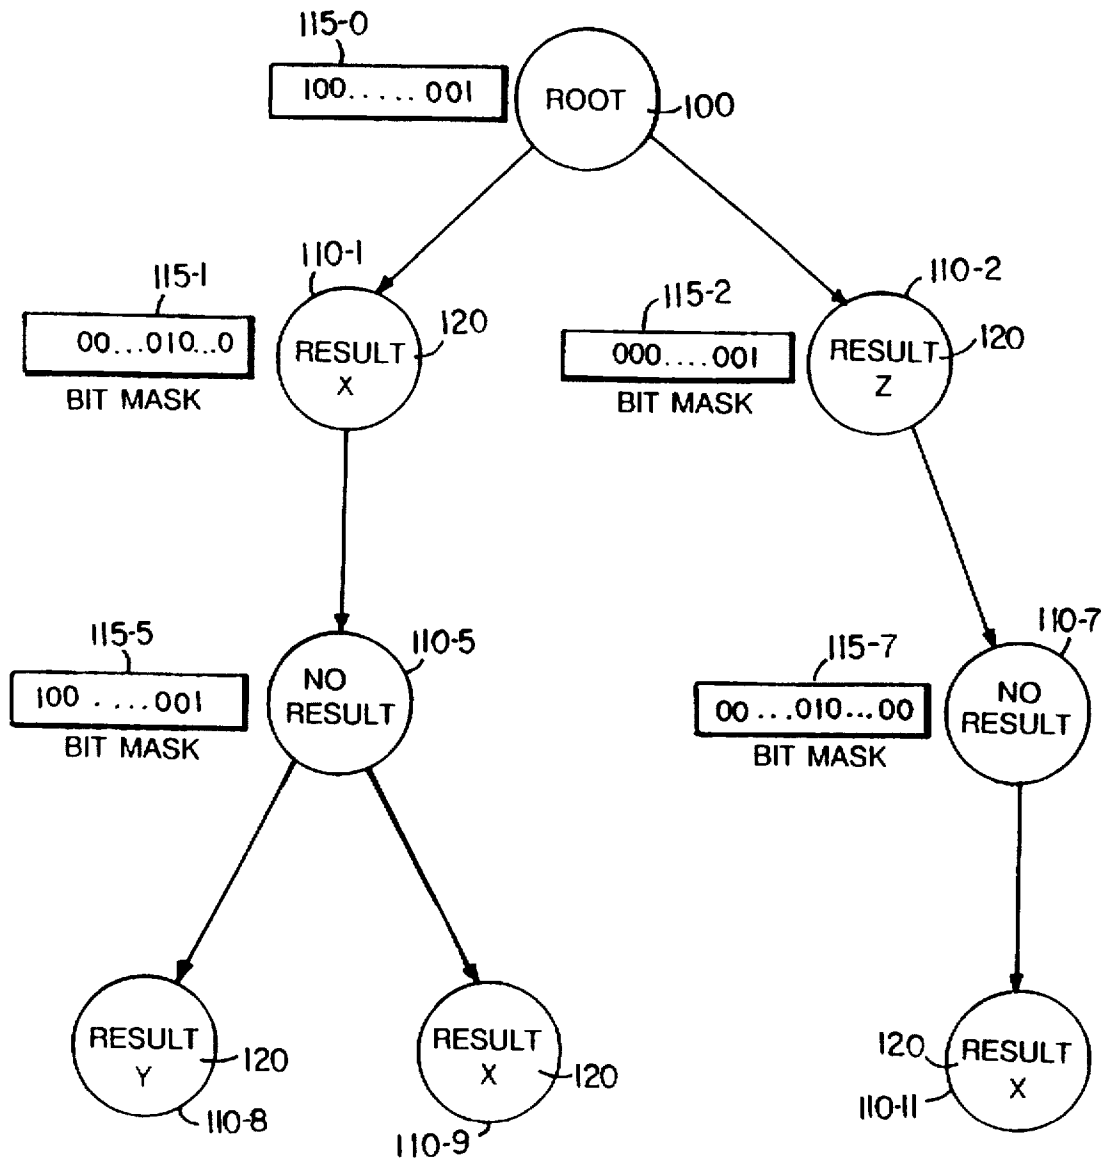 115-0
100.....001
ROOT
100
110-1
115-1
00...010...0
BIT MASK
RESULT
X
120
115-2
000....001
BIT MASK
110-2
RESULT
Z
120
115-5
100....001
BIT MASK
110-5
NO
RESULT
115-7
00...010...00
BIT MASK
110-7
NO
RESULT
RESULT
Y
120
110-8
RESULT
X
120
110-9
120
RESULT
X
110-11